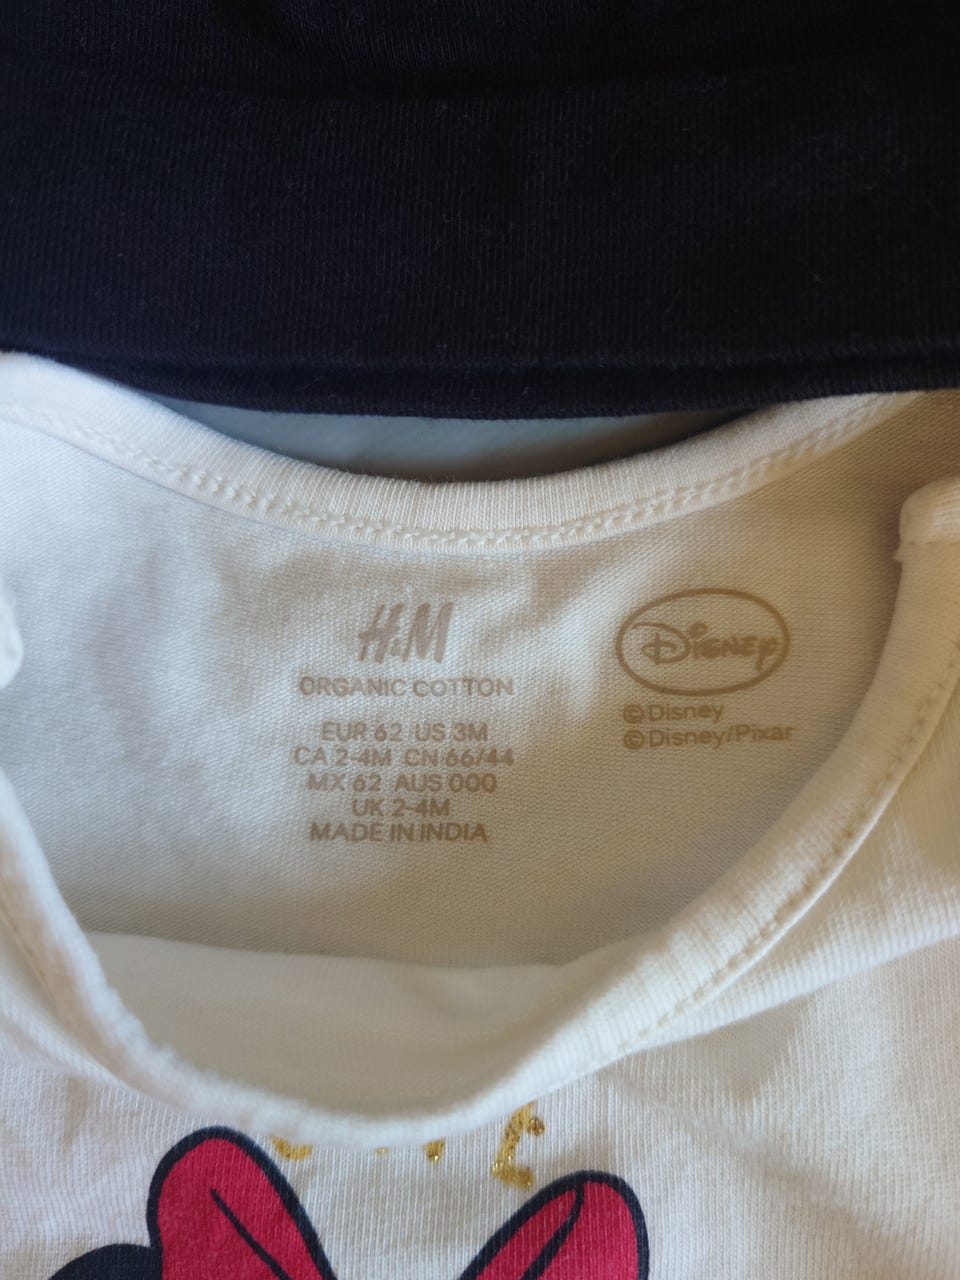 H&M
ORGANIC COTTON
EUR 62 US 3M
CA 2-4M CN 66/44
MX 62 AUS 000
UK 2-4M
MADE IN INDIA
Disney
©Disney
©Disney/Pixar